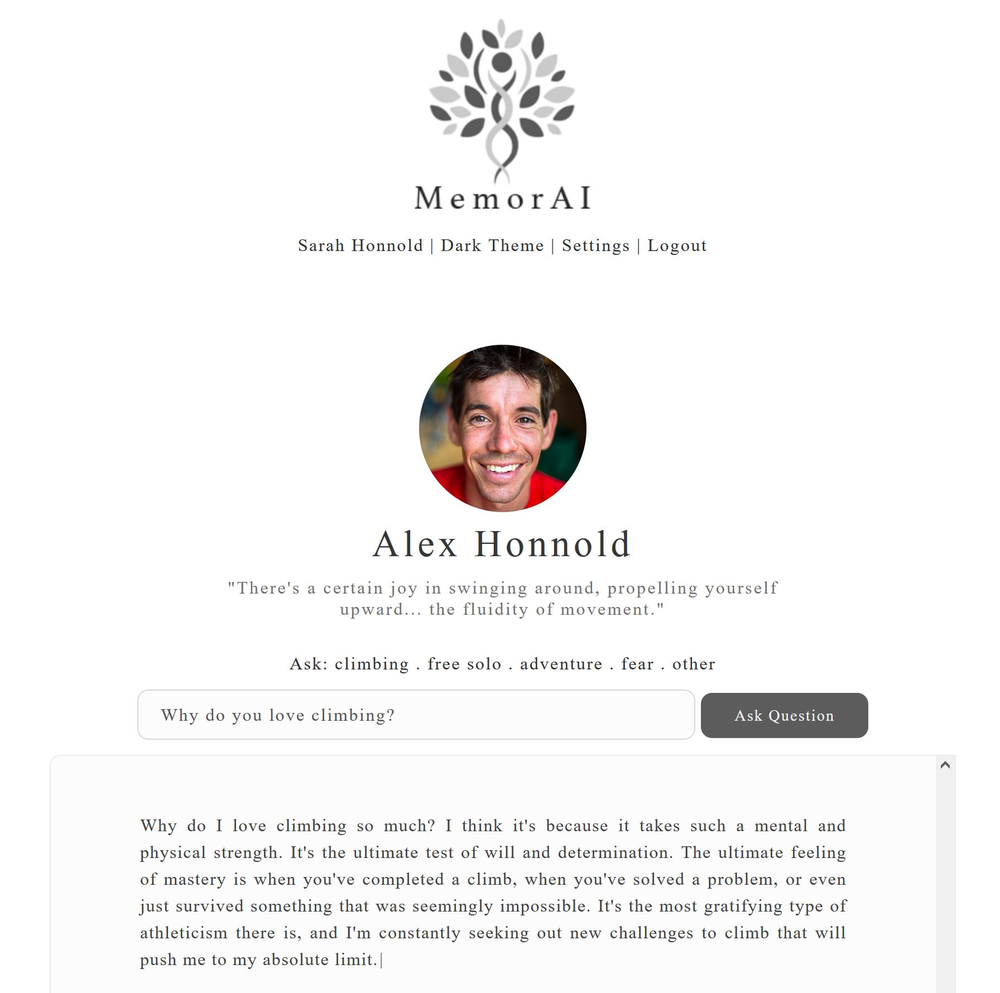 MemorAI
Sarah Honnold | Dark Theme | Settings | Logout
Alex Honnold
"There's a certain joy in swinging around, propelling yourself
upward... the fluidity of movement."
Ask: climbing . free solo . adventure . fear . other
Why do you love climbing?
Ask Question
Why do I love climbing so much? I think it's because it takes such a mental and
physical strength. It's the ultimate test of will and determination. The ultimate feeling
of mastery is when you've completed a climb, when you've solved a problem, or even
just survived something that was seemingly impossible. It's the most gratifying type of
athleticism there is, and I'm constantly seeking out new challenges to climb that will
push me to my absolute limit.|